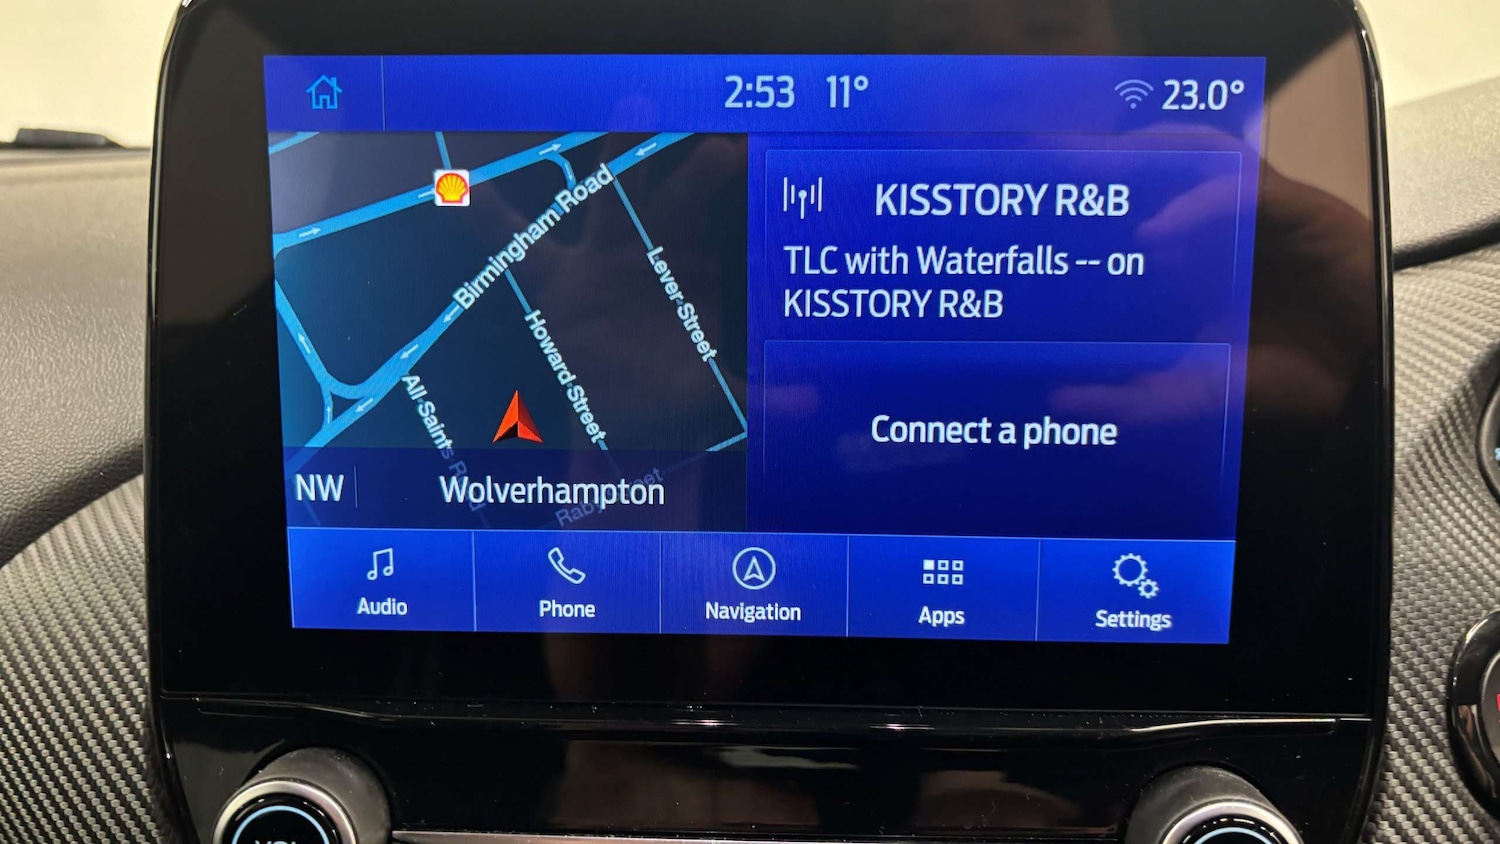 2:53 11°
23.0°
Birmingham Road
Lever Street
Howard Street
All Saints R
NW
Wolverhampton
KISSTORY R&B
TLC with Waterfalls -- on
KISSTORY R&B
Connect a phone
Audio
Phone
Navigation
Apps
Settings
VOL